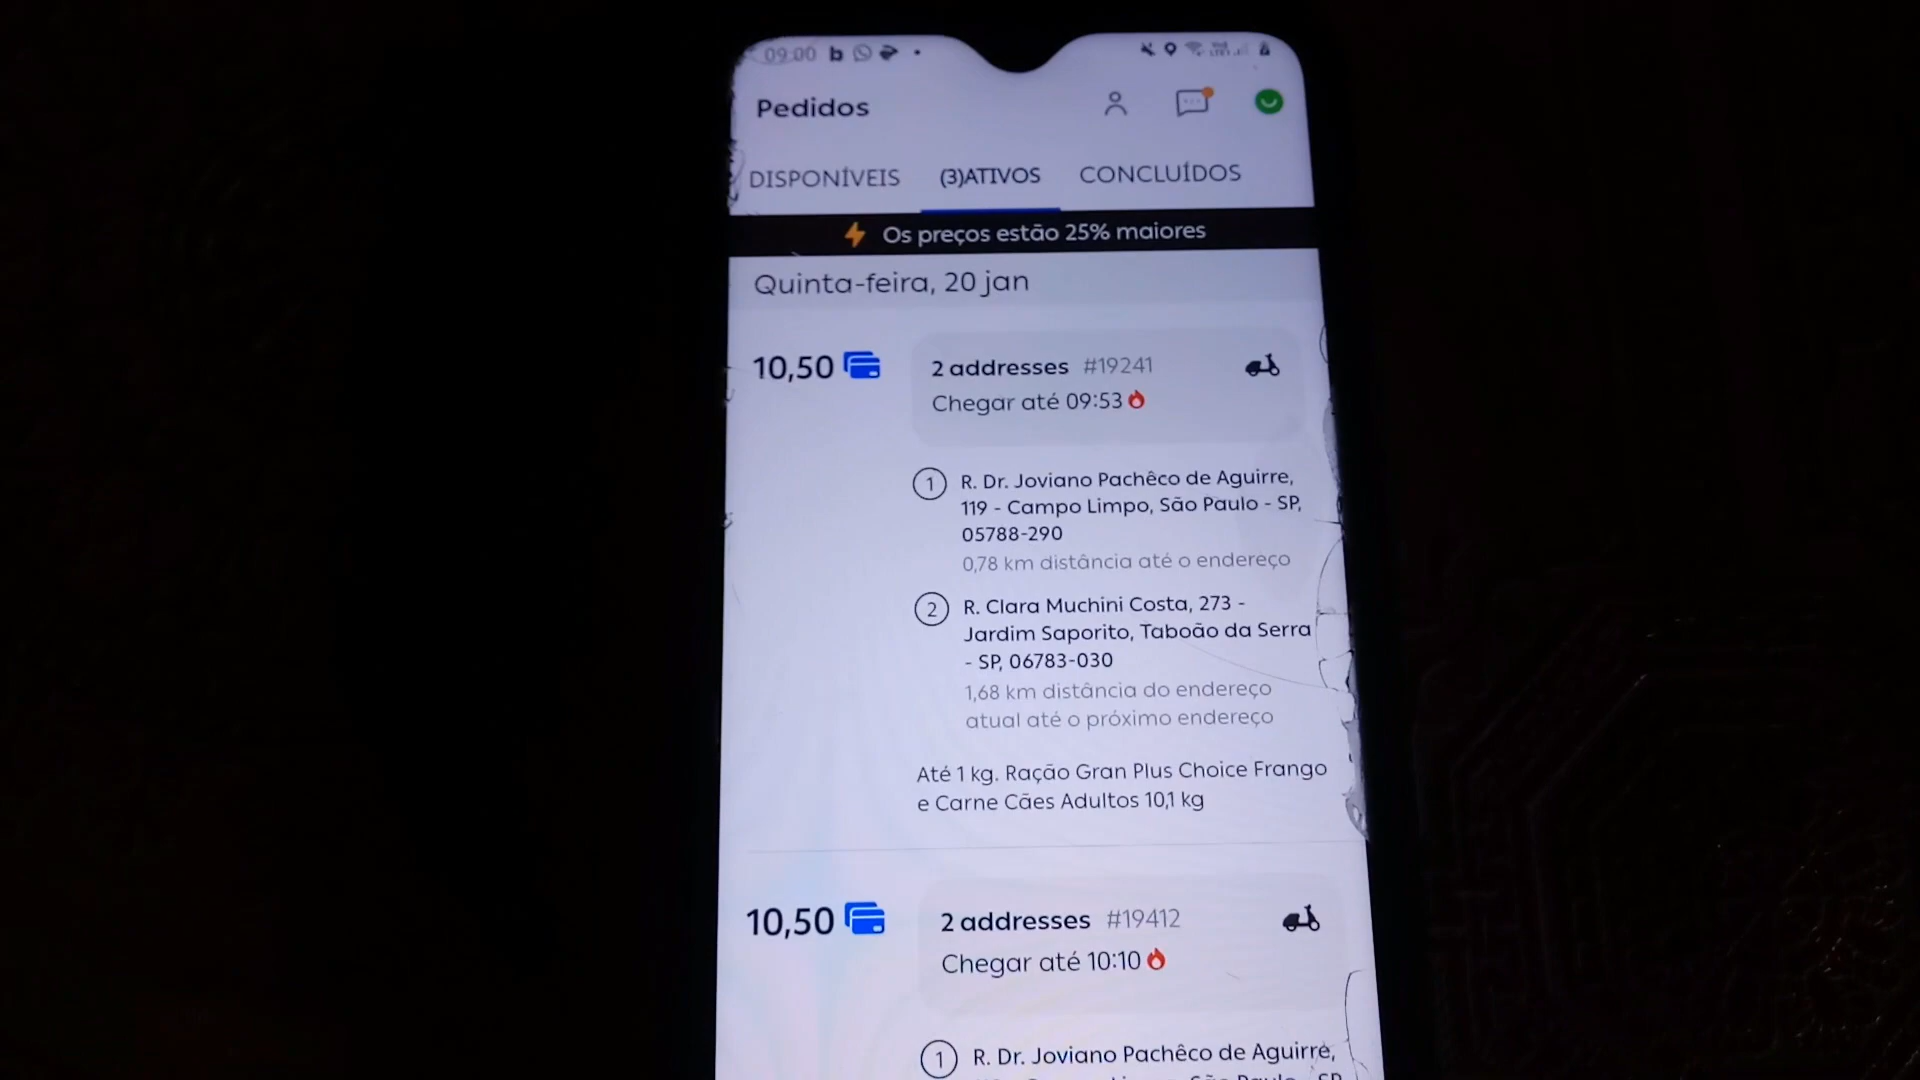 09:00
Pedidos
DISPONÍVEIS (3)ATIVOS CONCLUÍDOS
Os preços estão 25% maiores
Quinta-feira, 20 jan
10,50 2 addresses #19241
Chegar até 09:53
1 R. Dr. Joviano Pachêco de Aguirre,
119 - Campo Limpo, São Paulo - SP,
05788-290
0,78 km distância até o endereço
2 R. Clara Muchini Costa, 273 -
Jardim Saporito, Taboão da Serra
- SP, 06783-030
1,68 km distância do endereço
atual até o próximo endereço
Até 1 kg. Ração Gran Plus Choice Frango
e Carne Cães Adultos 10,1 kg
10,50 2 addresses #19412
Chegar até 10:10
1 R. Dr. Joviano Pachêco de Aguirre,